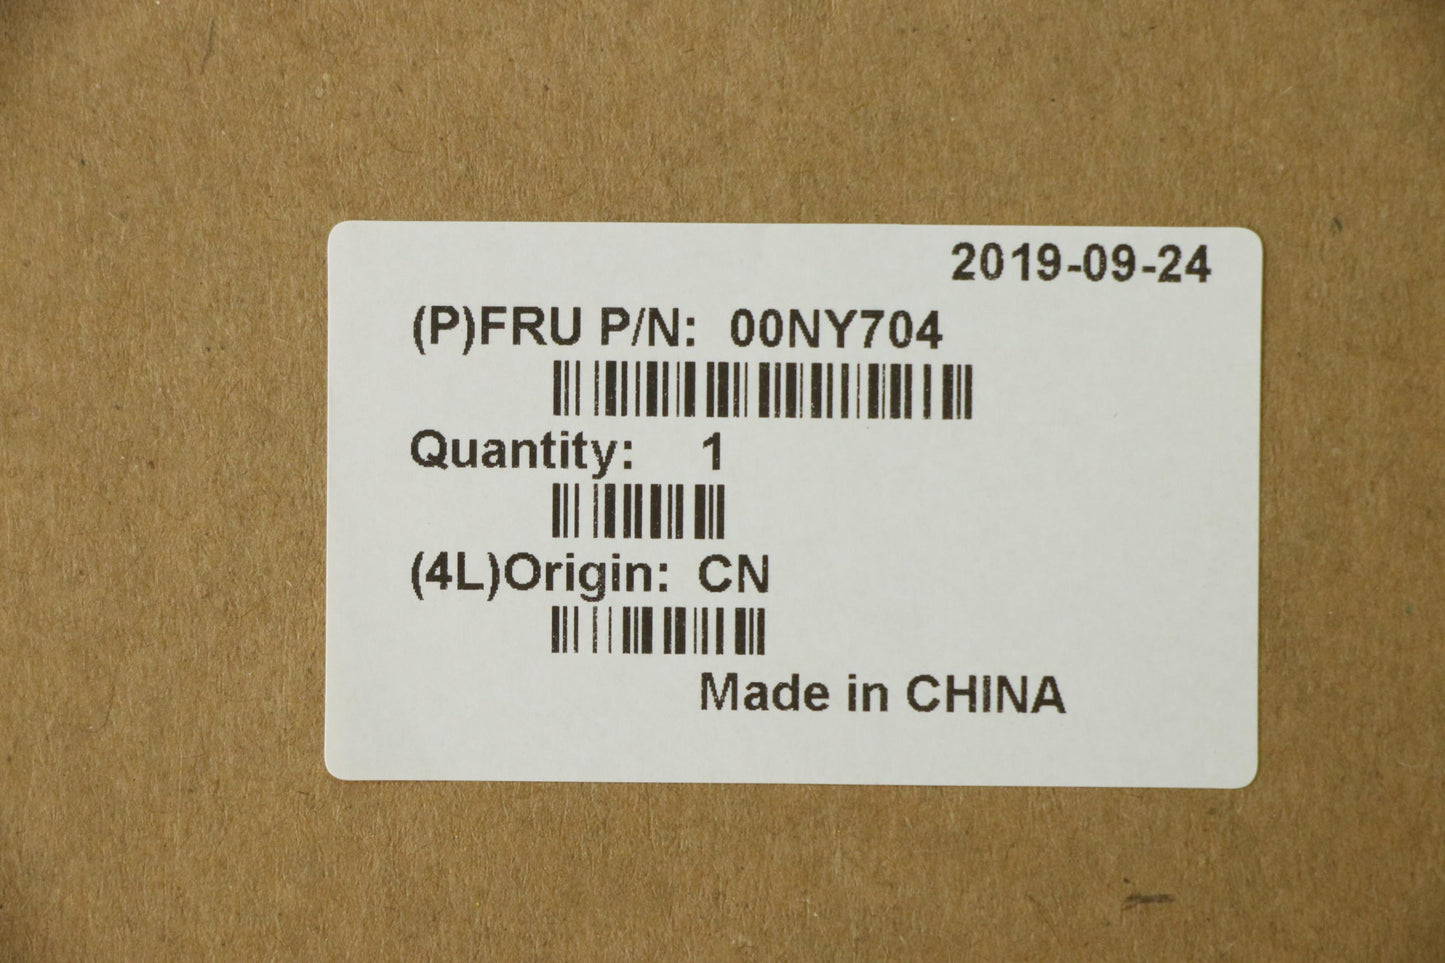 2019-09-24
(P)FRU P/N: 00NY704
Quantity: 1
(4L)Origin: CN
Made in CHINA